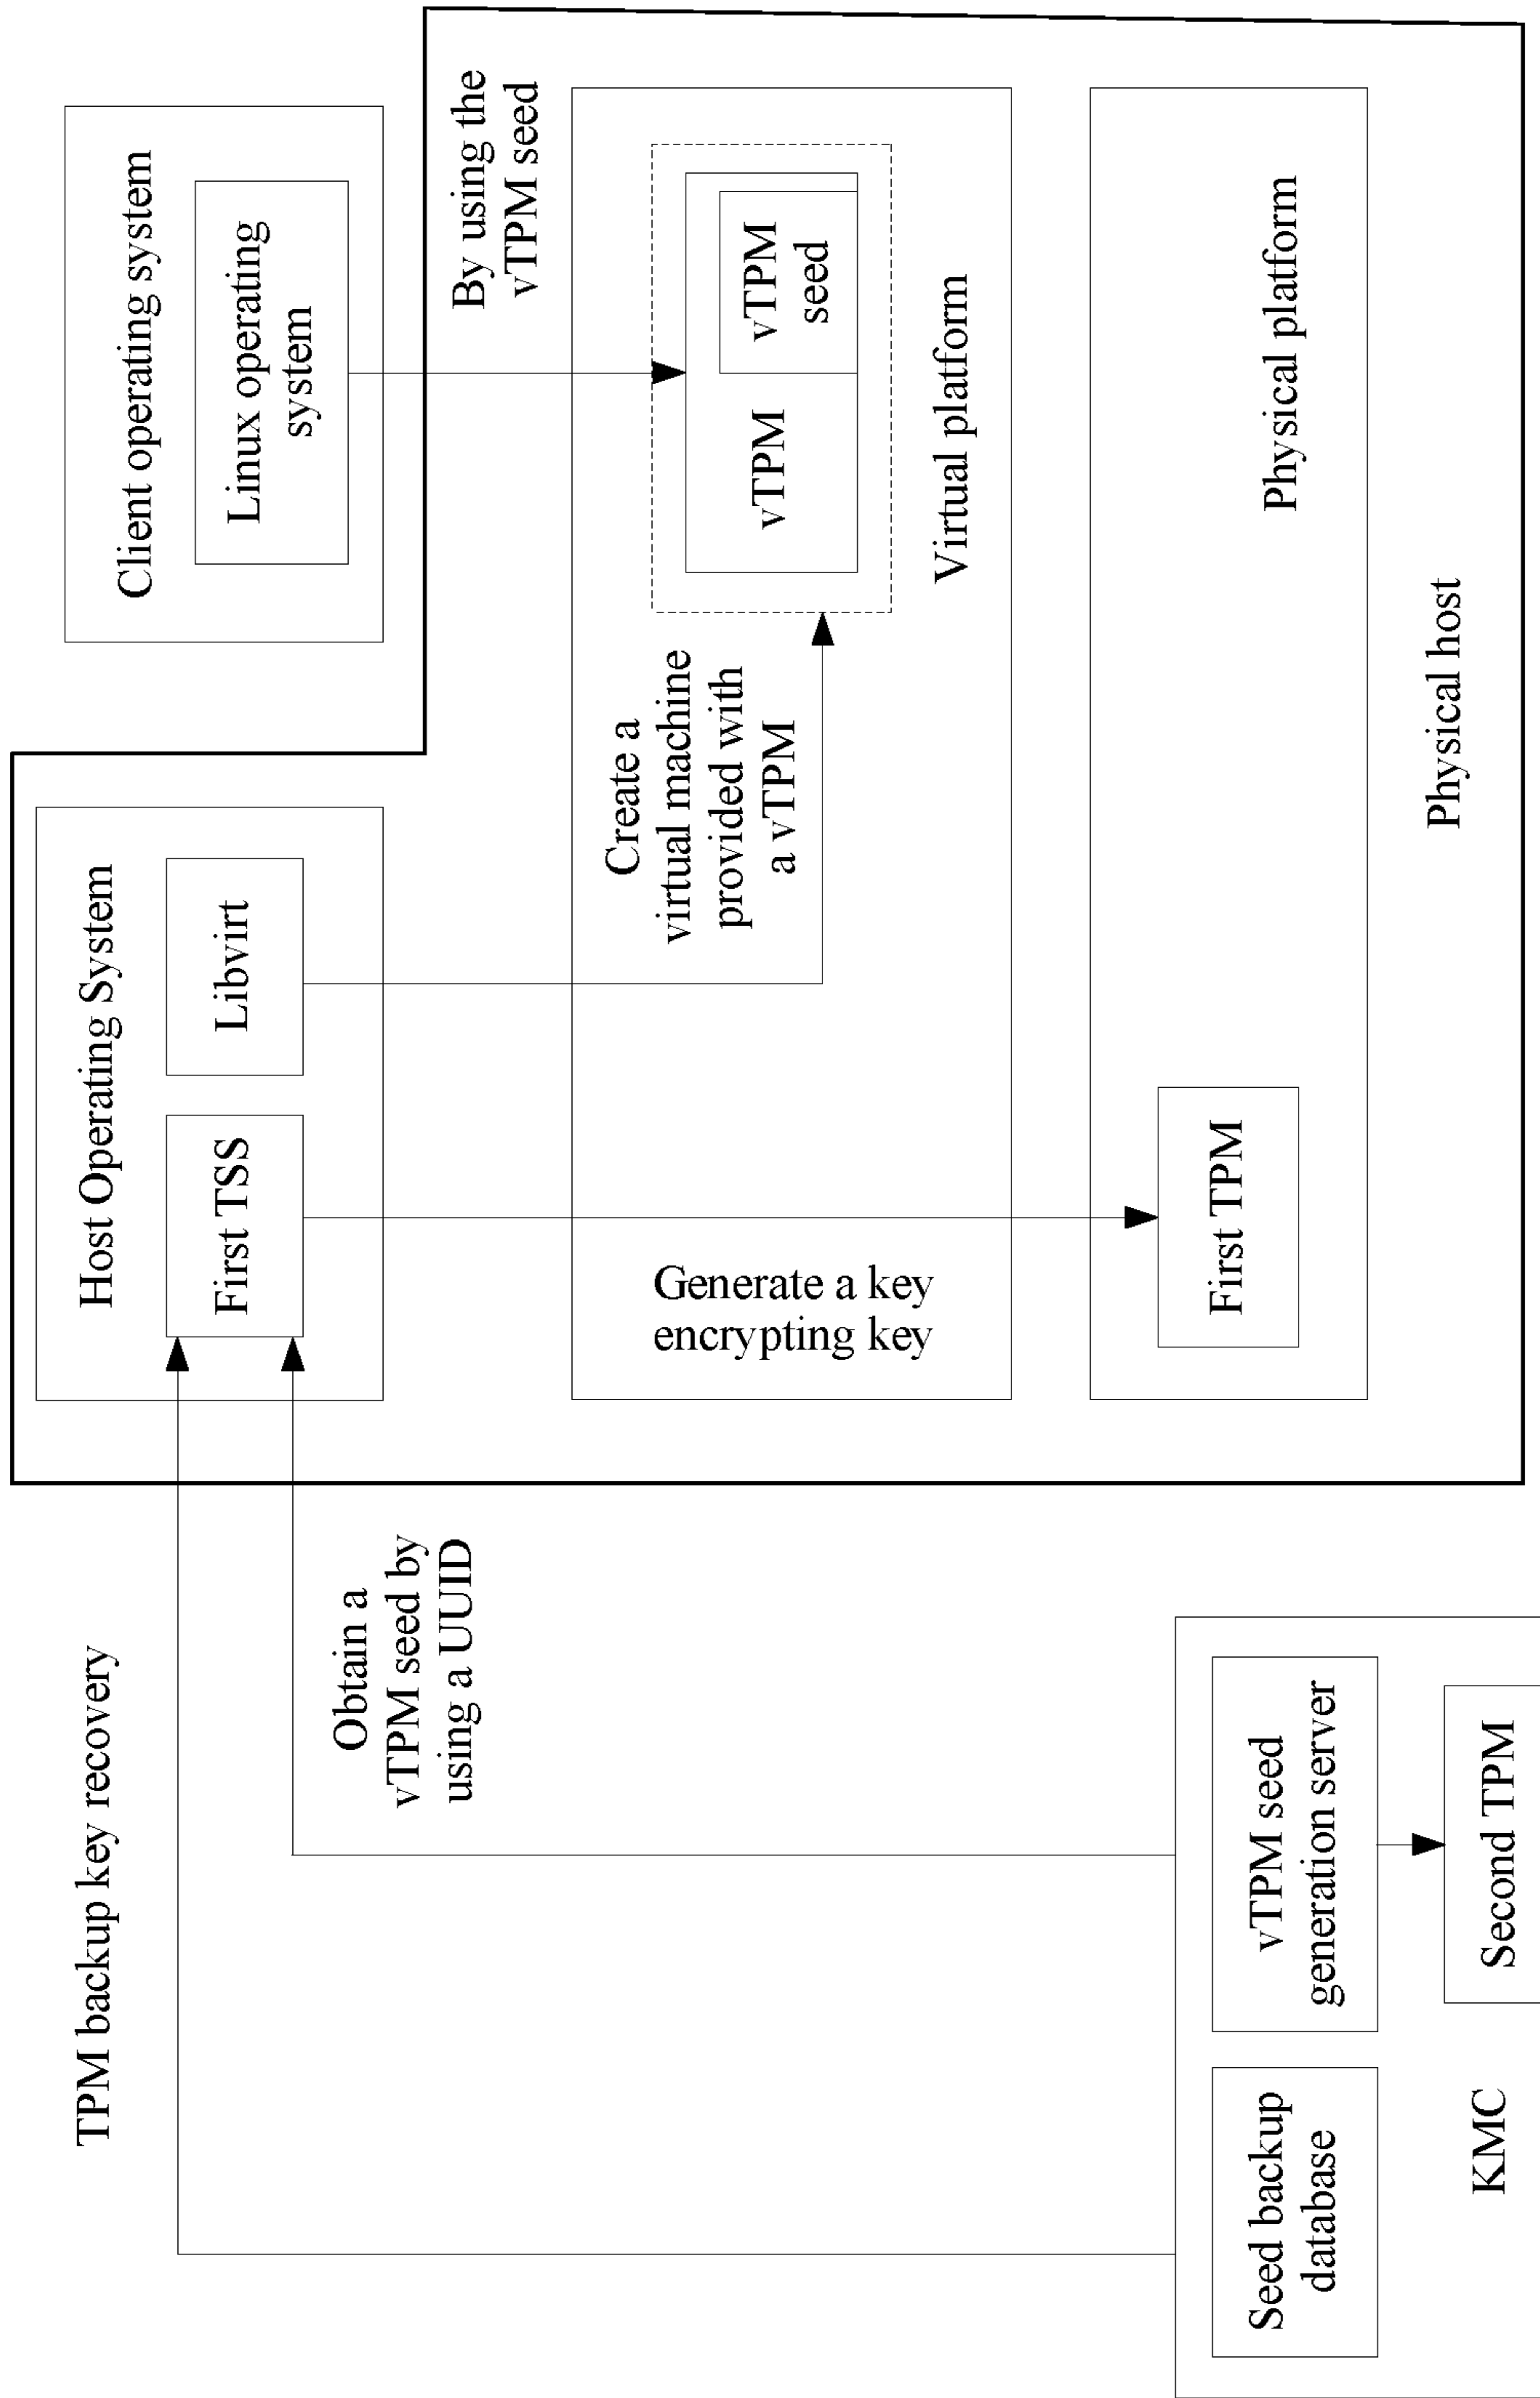 TPM backup key recovery
Obtain a
vTPM seed by
using a UUID
Seed backup
database
vTPM seed
generation server
Second TPM
KMC
Host Operating System
First TSS
Libvirt
Client operating system
Linux operating
system
By using the
vTPM seed
Generate a key
encrypting key
Create a
virtual machine
provided with
a vTPM
vTPM
vTPM
seed
Virtual platform
First TPM
Physical platform
Physical host